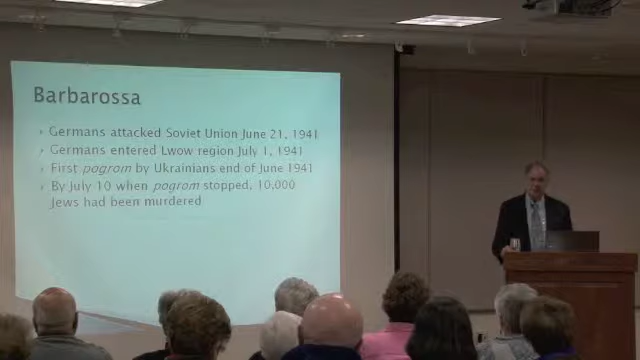 Barbarossa
Germans attacked Soviet Union June 21, 1941
Germans entered Lwow region July 1, 1941
First pogrom by Ukrainians end of June 1941
By July 10 when pogrom stopped, 10,000
Jews had been murdered